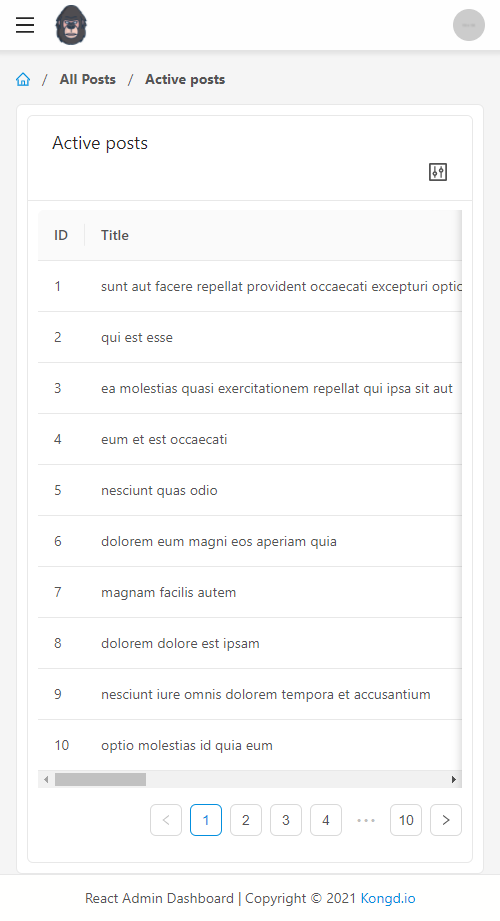 / All Posts / Active posts
Active posts
ID Title
1 sunt aut facere repellat provident occaecati excepturi optio
2 qui est esse
3 ea molestias quasi exercitationem repellat qui ipsa sit aut
4 eum et est occaecati
5 nesciunt quas odio
6 dolorem eum magni eos aperiam quia
7 magnam facilis autem
8 dolorem dolore est ipsam
9 nesciunt iure omnis dolorem tempora et accusantium
10 optio molestias id quia eum
< 1 2 3 4 ••• 10 >
React Admin Dashboard | Copyright © 2021 Kongd.io